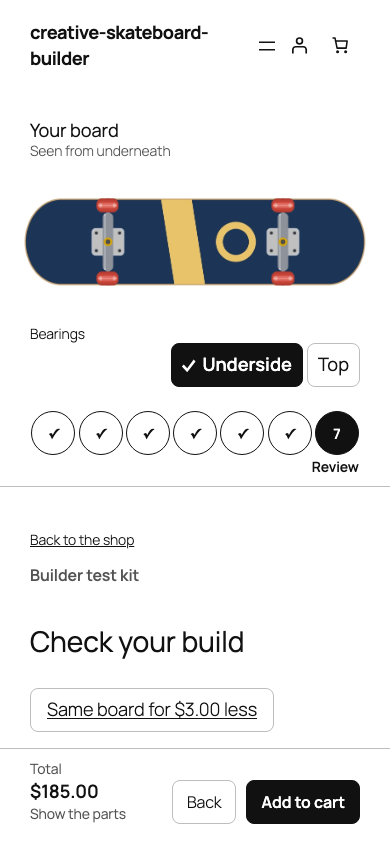 creative-skateboard-
builder
Your board
Seen from underneath
Bearings
✓ Underside
Top
✓ ✓ ✓ ✓ ✓ ✓ 7
Review
Back to the shop
Builder test kit
Check your build
Same board for $3.00 less
Total
$185.00
Show the parts
Back
Add to cart